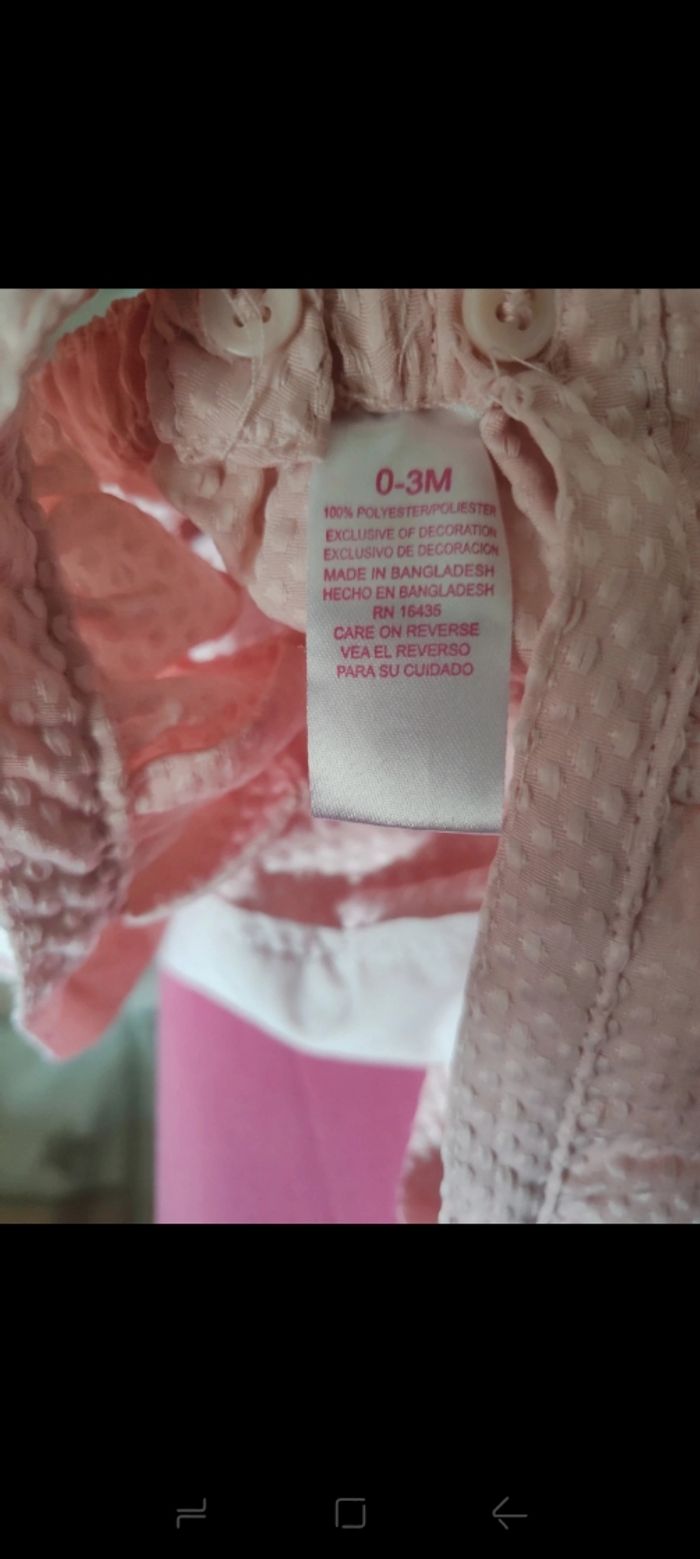 0-3M
100% POLYESTER/POLIESTER
EXCLUSIVE OF DECORATION
EXCLUSIVO DE DECORACION
MADE IN BANGLADESH
HECHO EN BANGLADESH
RN 16435
CARE ON REVERSE
VEA EL REVERSO
PARA SU CUIDADO